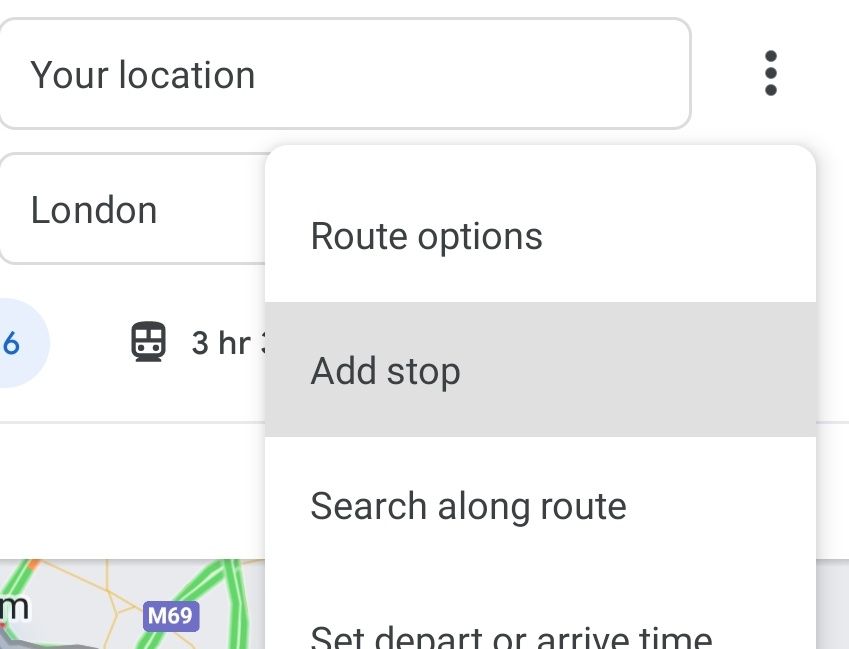 Your location
London
Route options
6
3 hr
Add stop
Search along route
m
M69
Set depart or arrive time